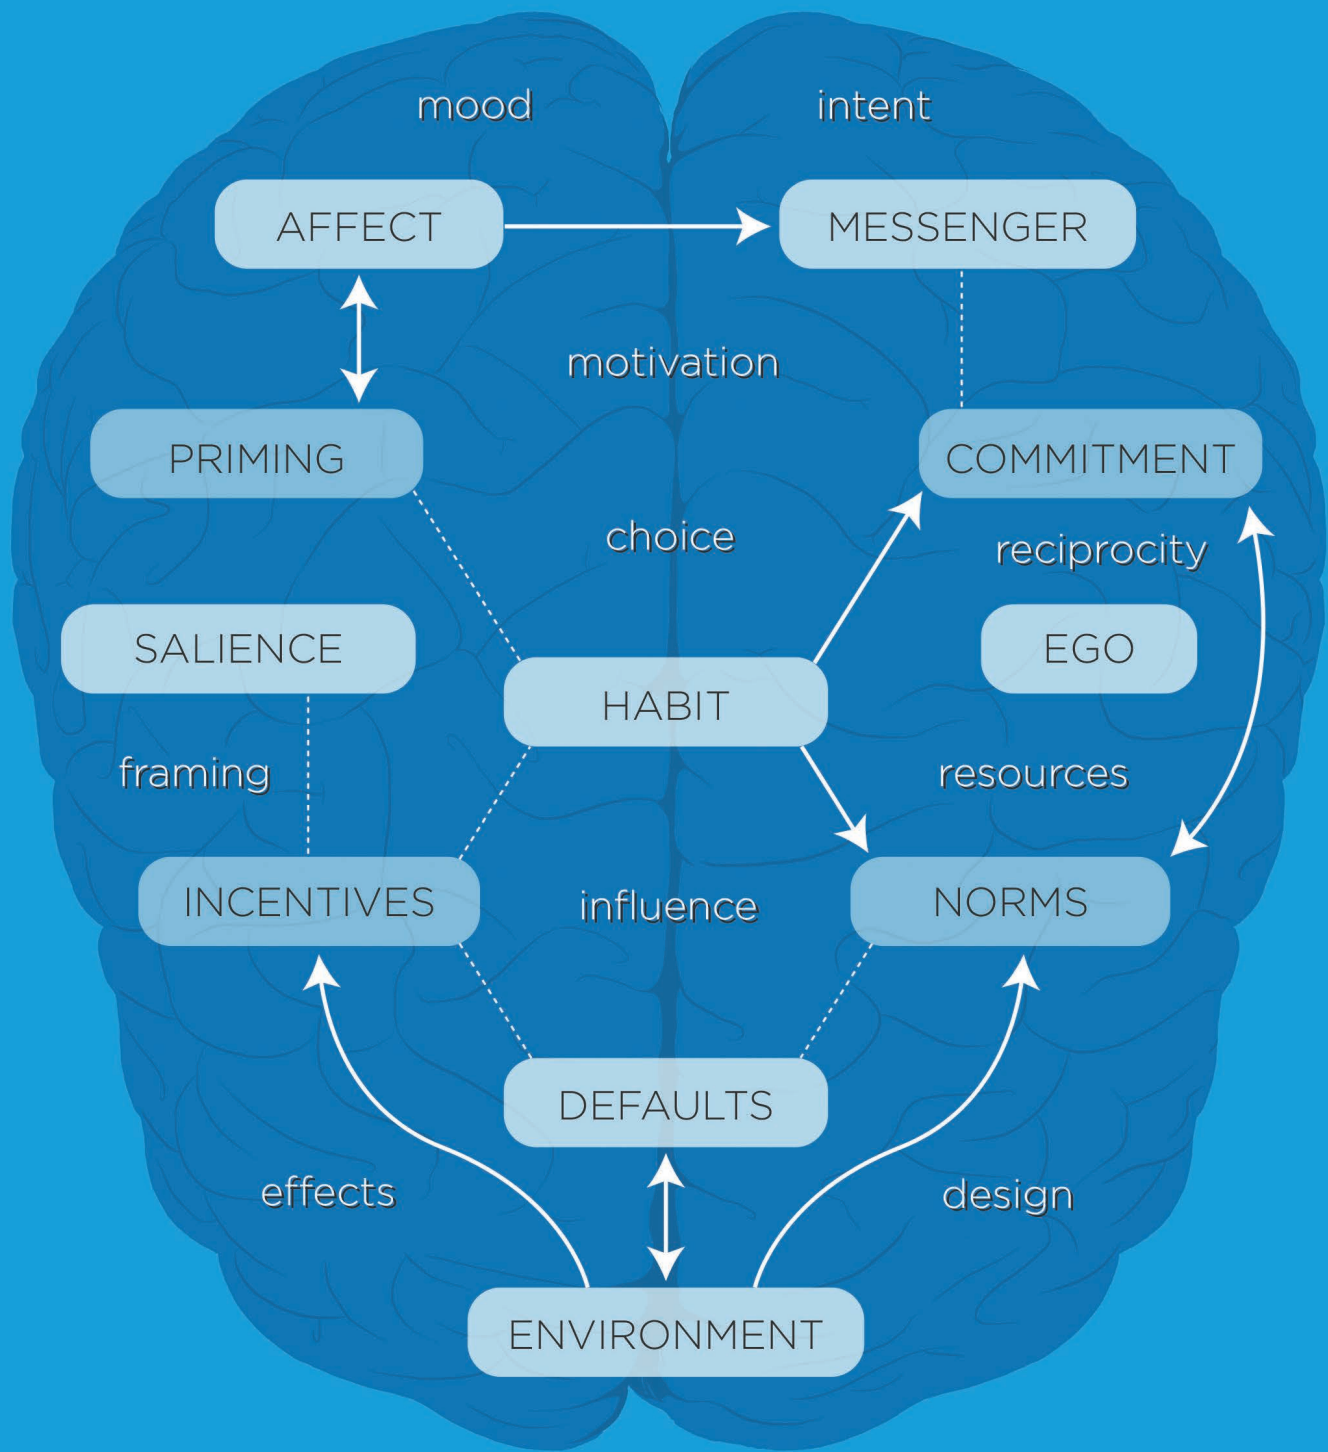 mood
intent
AFFECT
MESSENGER
motivation
PRIMING
COMMITMENT
choice
reciprocity
SALIENCE
EGO
HABIT
framing
resources
INCENTIVES
influence
NORMS
DEFAULTS
effects
design
ENVIRONMENT